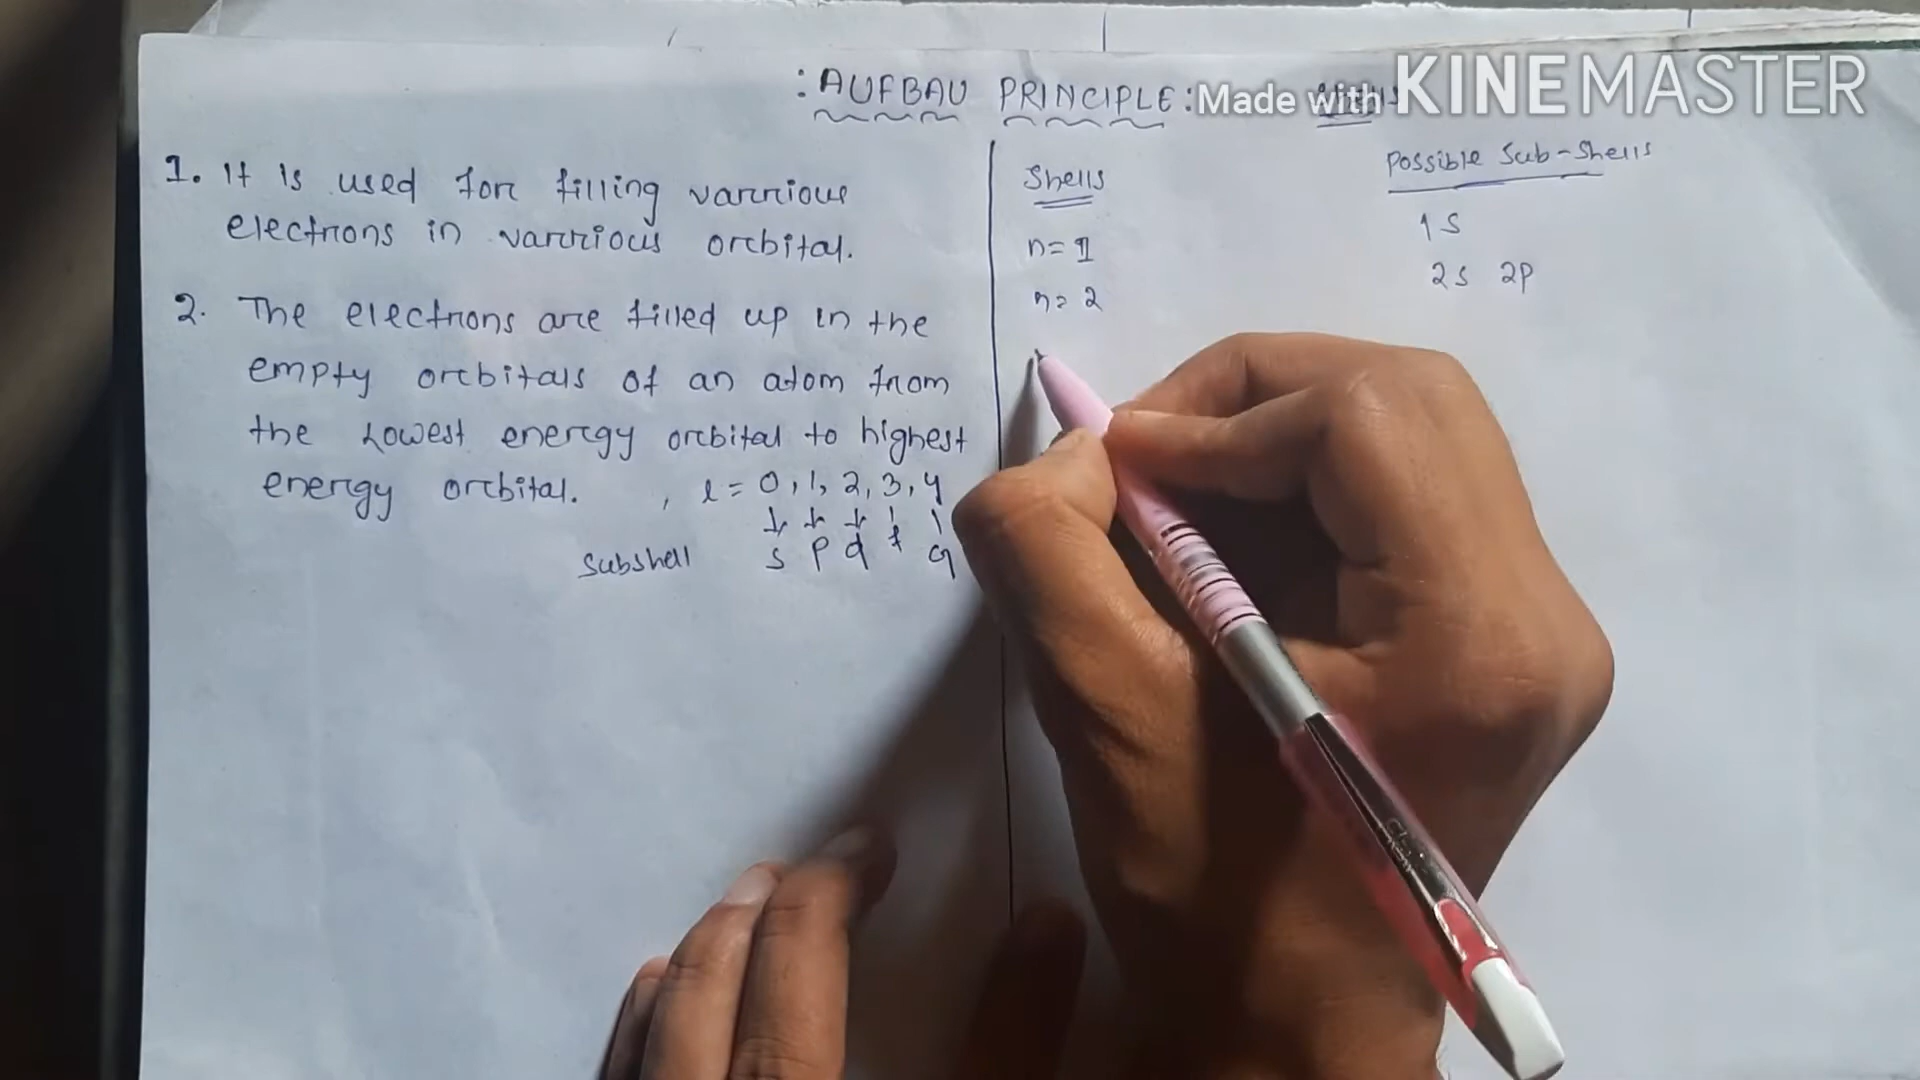 : AUFBAU PRINCIPLE :
Made with KINEMASTER
1. It is used for filling varrious
electrons in varrious orbital.
2. The electrons are filled up in the
empty orbitals of an atom from
the Lowest energy orbital to highest
energy orbital.
, l = 0, 1, 2, 3, 4
Subshell s p d f g
Shells
n = 1
n = 2
Possible Sub-Shells
1s
2s 2p